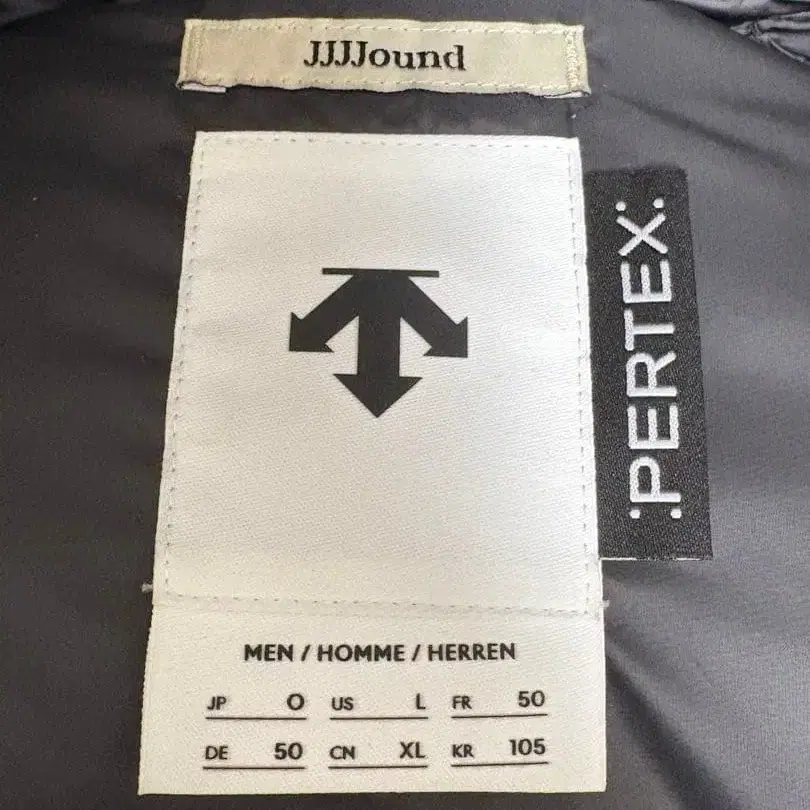 JJJJound
:PERTEX:
MEN / HOMME / HERREN
JP O US L FR 50
DE 50 CN XL KR 105